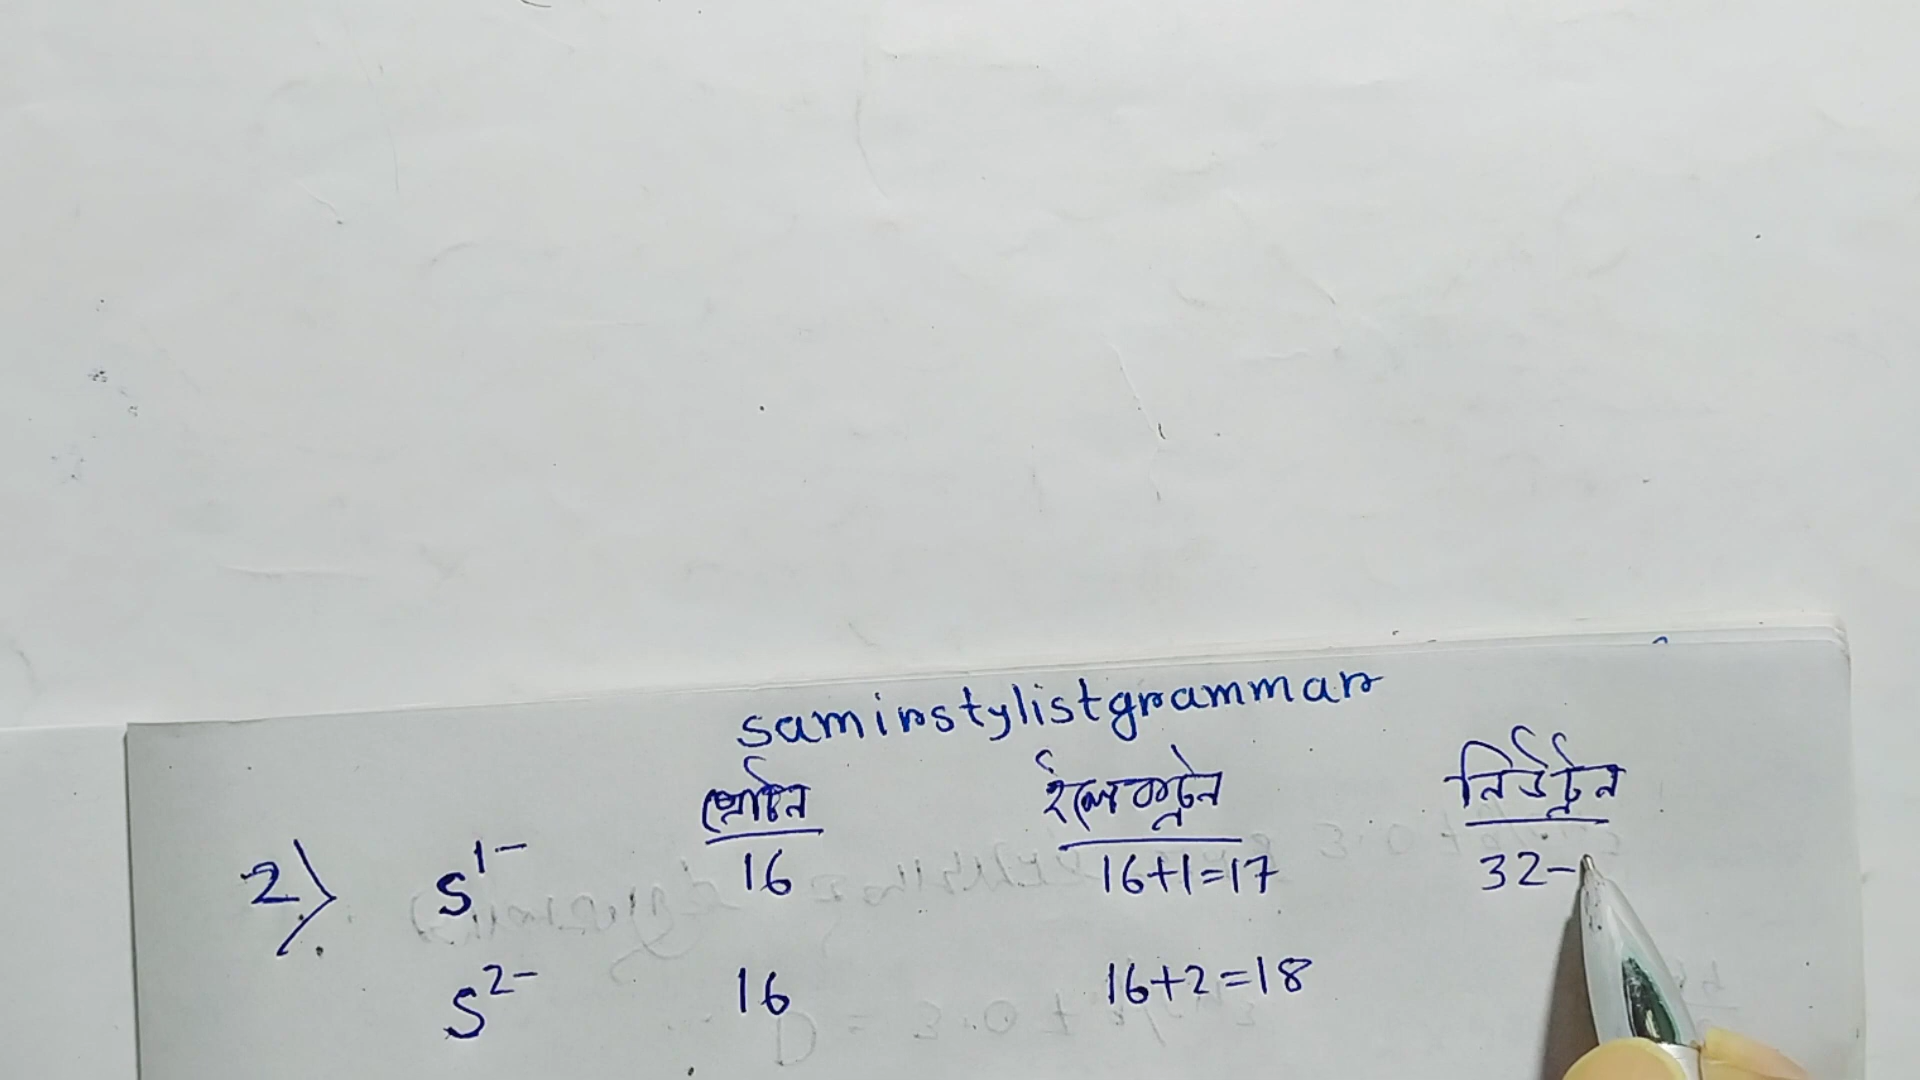 saminstylistgrammar
প্রোটন ইলেকট্রন নিউট্রন
2) S¹⁻ 16 16+1=17 32-
S²⁻ 16 16+2=18